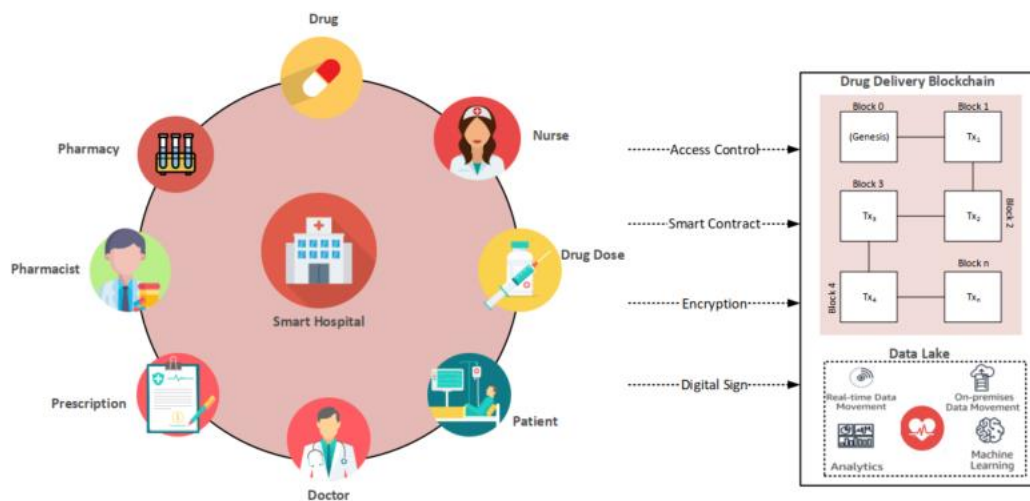 Drug
Nurse
Pharmacy
Pharmacist
Drug Dose
Smart Hospital
Prescription
Patient
Doctor
Access Control
Smart Contract
Encryption
Digital Sign
Drug Delivery Blockchain
Block 0
Block 1
(Genesis)
Tx₁
Block 3
Tx₃
Tx₂
Block 2
Block n
Block 4
Tx₄
Txₙ
Data Lake
Real-time Data
Movement
On-premises
Data Movement
Analytics
Machine
Learning